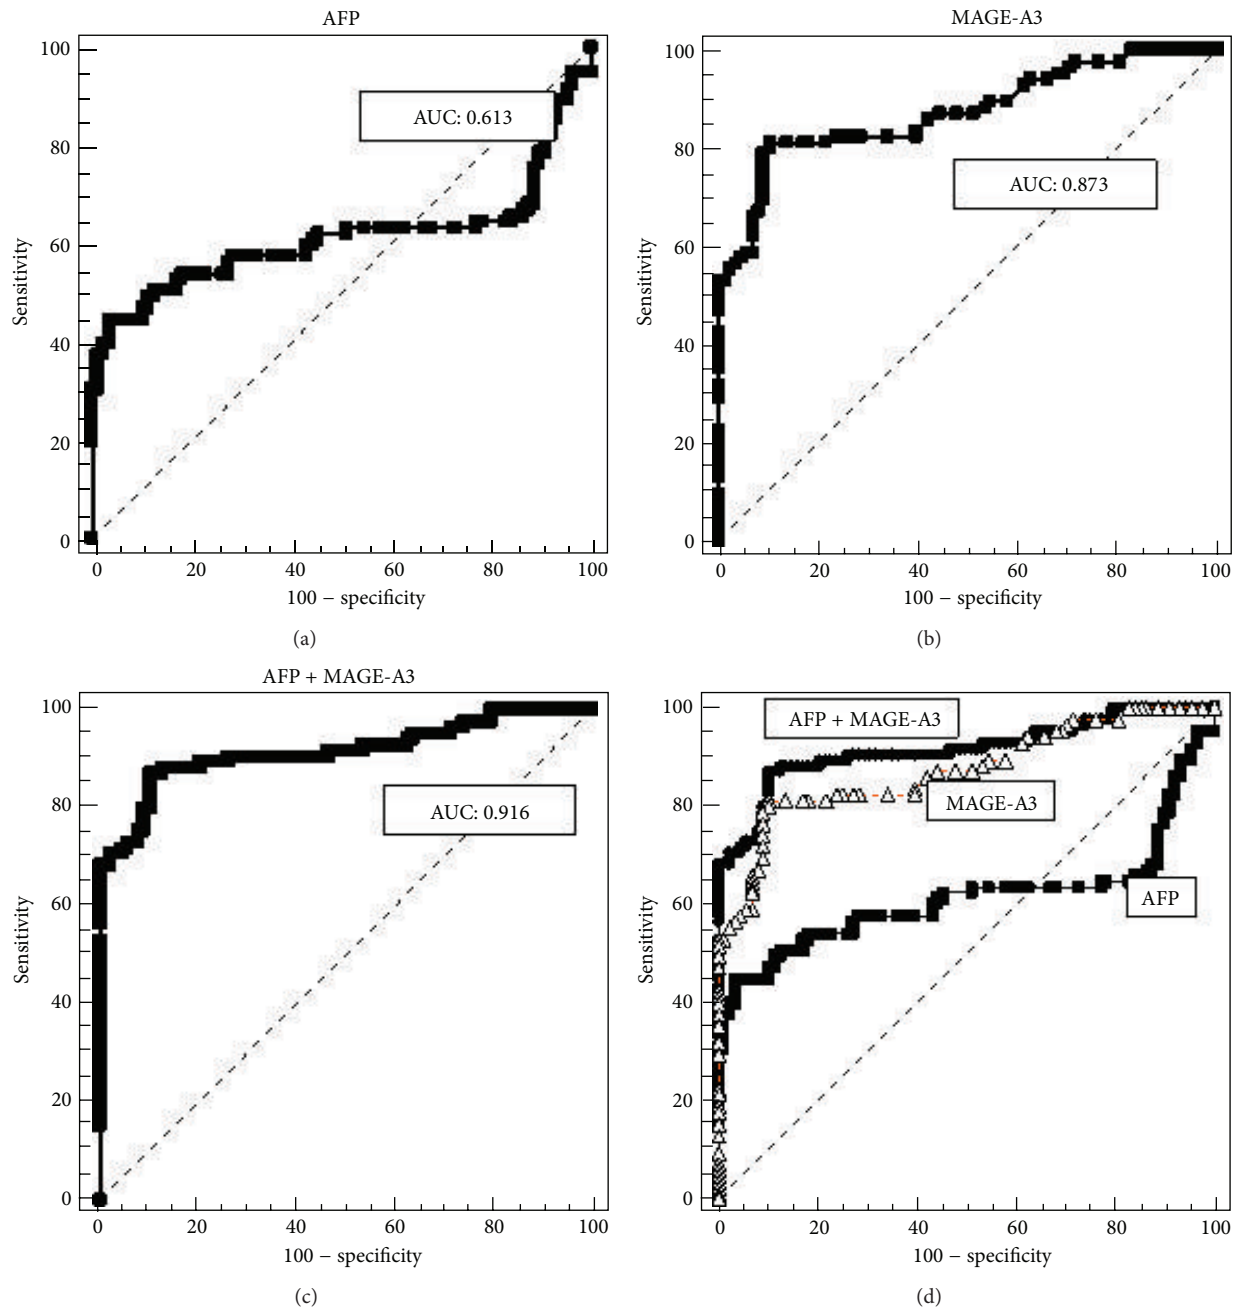 AFP
Sensitivity
100
80
60
40
20
0
AUC: 0.613
0 20 40 60 80 100
100 − specificity
(a)
MAGE-A3
Sensitivity
100
80
60
40
20
0
AUC: 0.873
0 20 40 60 80 100
100 − specificity
(b)
AFP + MAGE-A3
Sensitivity
100
80
60
40
20
0
AUC: 0.916
0 20 40 60 80 100
100 − specificity
(c)
Sensitivity
100
80
60
40
20
0
AFP + MAGE-A3
MAGE-A3
AFP
0 20 40 60 80 100
100 − specificity
(d)